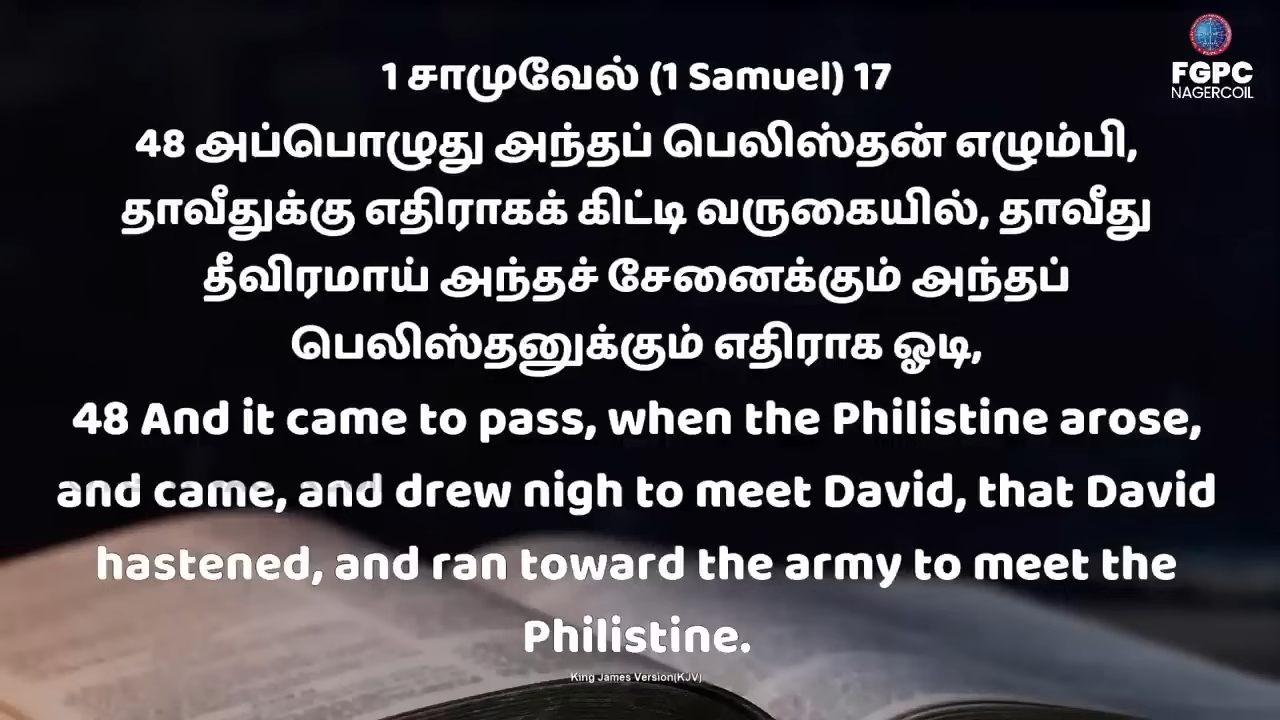 FGPC
NAGERCOIL
1 சாமுவேல் (1 Samuel) 17
48 அப்பொழுது அந்தப் பெலிஸ்தன் எழும்பி,
தாவீதுக்கு எதிராகக் கிட்டி வருகையில், தாவீது
தீவிரமாய் அந்தச் சேனைக்கும் அந்தப்
பெலிஸ்தனுக்கும் எதிராக ஓடி,
48 And it came to pass, when the Philistine arose,
and came, and drew nigh to meet David, that David
hastened, and ran toward the army to meet the
Philistine.
King James Version(KJV)